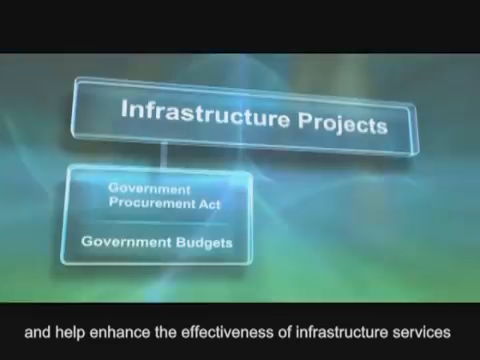 Infrastructure Projects
Government
Procurement Act
Government Budgets
and help enhance the effectiveness of infrastructure services